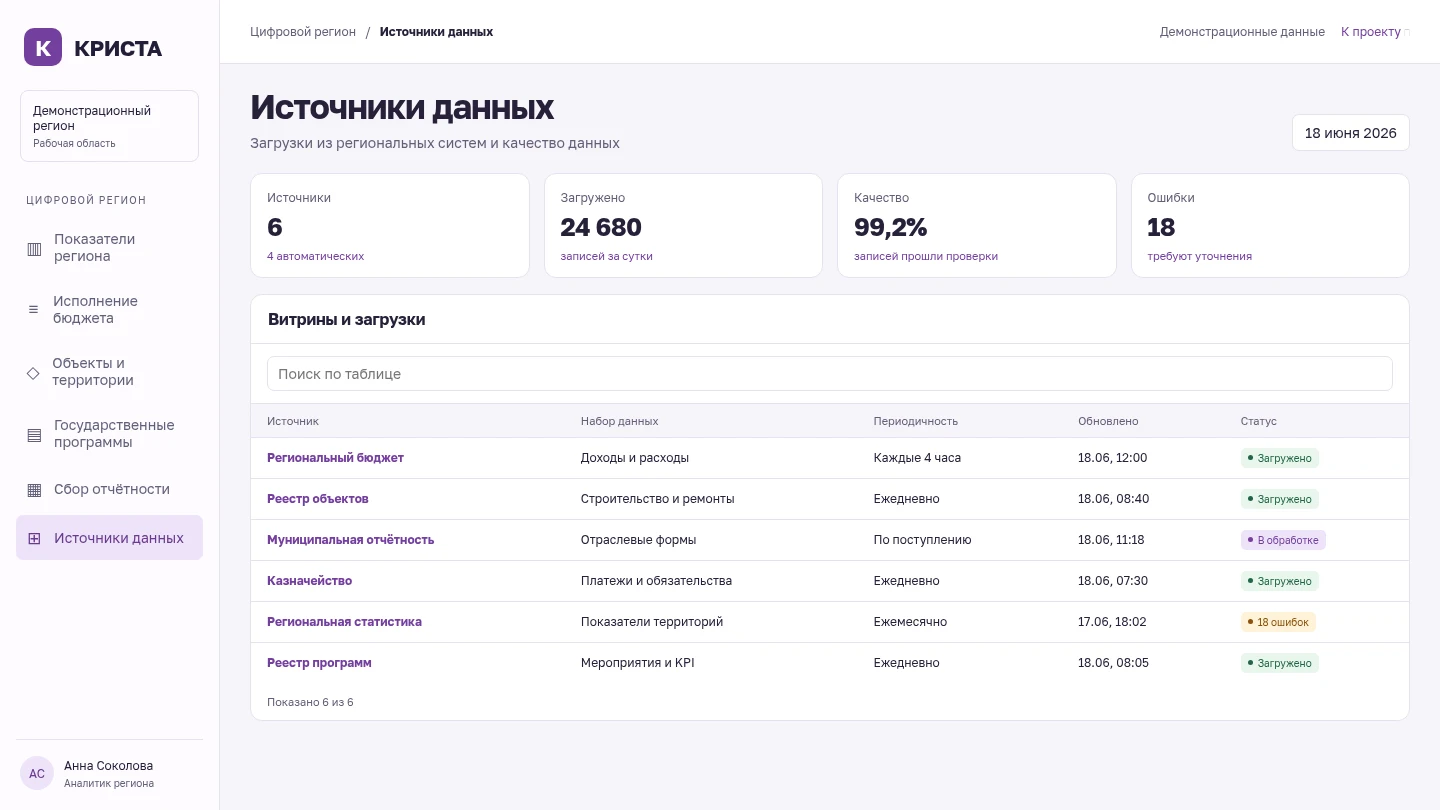 К КРИСТА
Демонстрационный
регион
Рабочая область
ЦИФРОВОЙ РЕГИОН
Показатели
региона
Исполнение
бюджета
Объекты и
территории
Государственные
программы
Сбор отчётности
Источники данных
АС
Анна Соколова
Аналитик региона
Цифровой регион / Источники данных
Демонстрационные данные К проекту
Источники данных
Загрузки из региональных систем и качество данных
18 июня 2026
Источники
6
4 автоматических
Загружено
24 680
записей за сутки
Качество
99,2%
записей прошли проверки
Ошибки
18
требуют уточнения
Витрины и загрузки
Поиск по таблице
Источник Набор данных Периодичность Обновлено Статус
Региональный бюджет Доходы и расходы Каждые 4 часа 18.06, 12:00 Загружено
Реестр объектов Строительство и ремонты Ежедневно 18.06, 08:40 Загружено
Муниципальная отчётность Отраслевые формы По поступлению 18.06, 11:18 В обработке
Казначейство Платежи и обязательства Ежедневно 18.06, 07:30 Загружено
Региональная статистика Показатели территорий Ежемесячно 17.06, 18:02 18 ошибок
Реестр программ Мероприятия и KPI Ежедневно 18.06, 08:05 Загружено
Показано 6 из 6